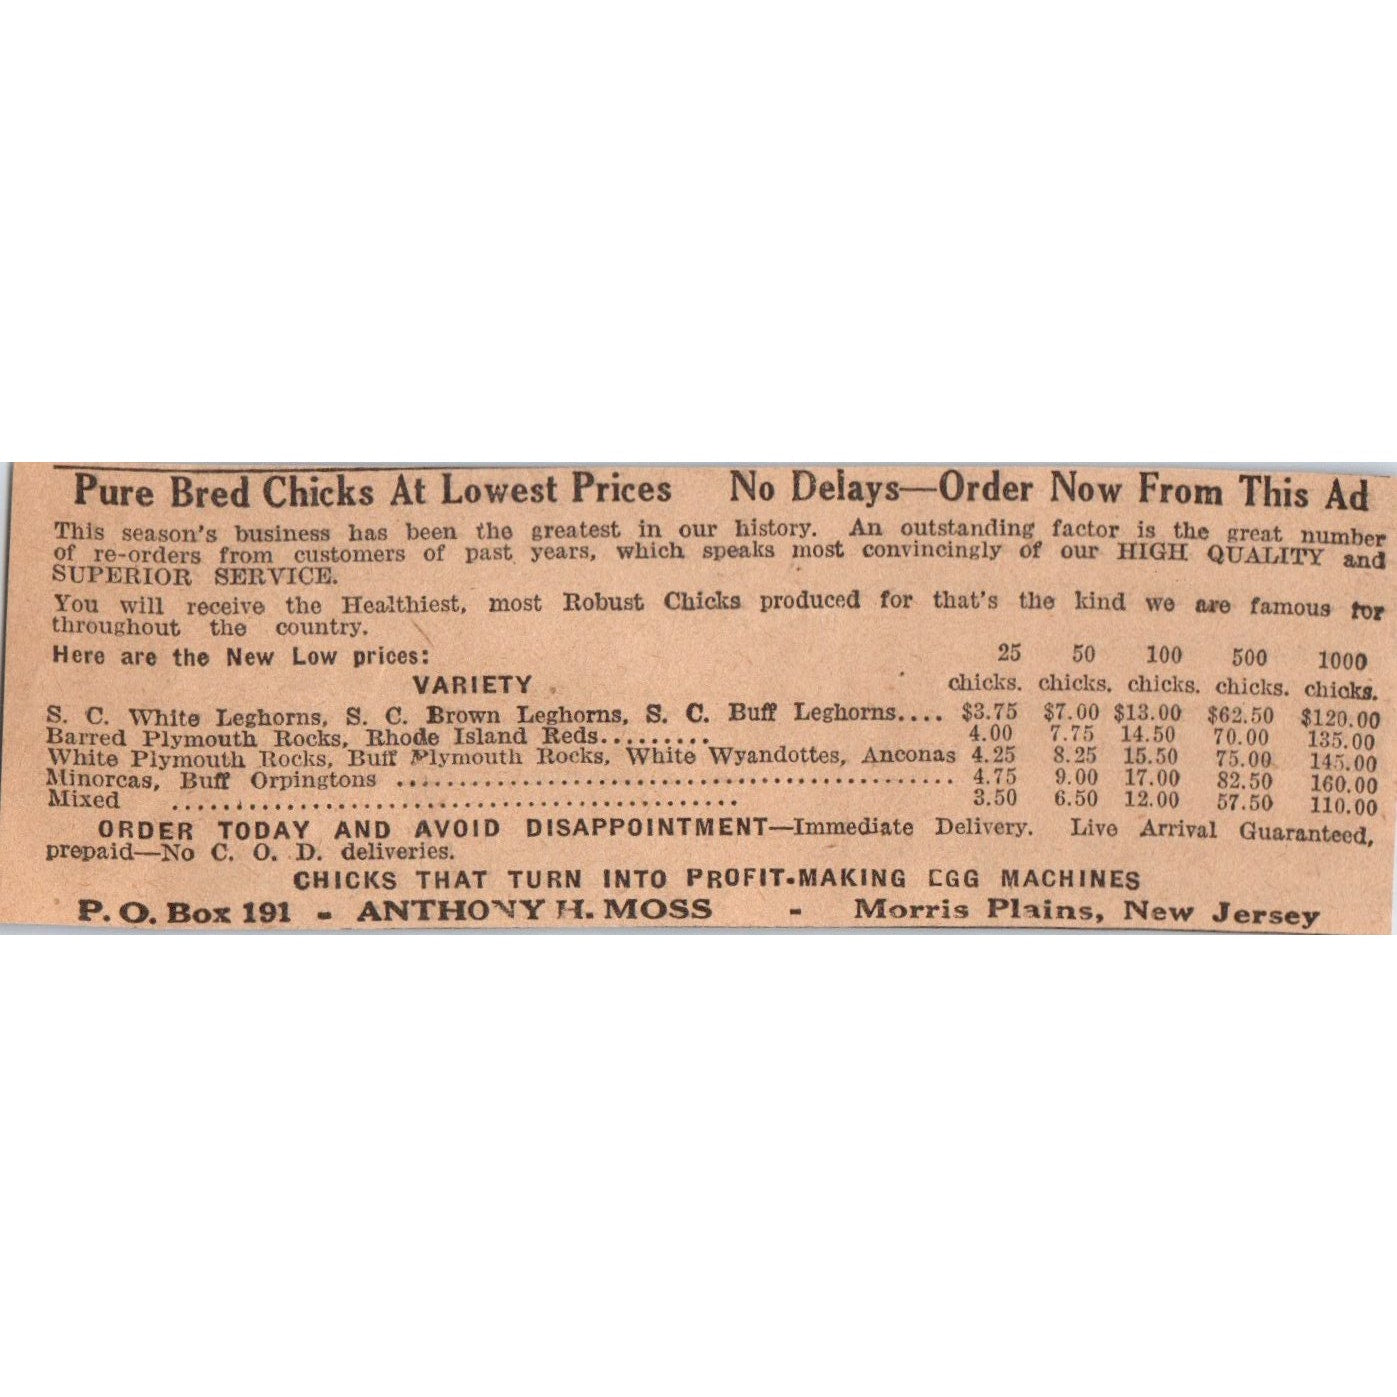 Pure Bred Chicks At Lowest Prices No Delays—Order Now From This Ad
This season's business has been the greatest in our history. An outstanding factor is the great number
of re-orders from customers of past years, which speaks most convincingly of our HIGH QUALITY and
SUPERIOR SERVICE.
You will receive the Healthiest, most Robust Chicks produced for that's the kind we are famous for
throughout the country.
Here are the New Low prices: 25 50 100 500 1000
VARIETY chicks. chicks. chicks. chicks. chicks.
S. C. White Leghorns, S. C. Brown Leghorns, S. C. Buff Leghorns.... $3.75 $7.00 $13.00 $62.50 $120.00
Barred Plymouth Rocks, Rhode Island Reds......... 4.00 7.75 14.50 70.00 135.00
White Plymouth Rocks, Buff Plymouth Rocks, White Wyandottes, Anconas 4.25 8.25 15.50 75.00 145.00
Minorcas, Buff Orpingtons .................................................. 4.75 9.00 17.00 82.50 160.00
Mixed .................................................. 3.50 6.50 12.00 57.50 110.00
ORDER TODAY AND AVOID DISAPPOINTMENT—Immediate Delivery. Live Arrival Guaranteed,
prepaid—No C. O. D. deliveries.
CHICKS THAT TURN INTO PROFIT-MAKING EGG MACHINES
P. O. Box 191 - ANTHONY H. MOSS - Morris Plains, New Jersey